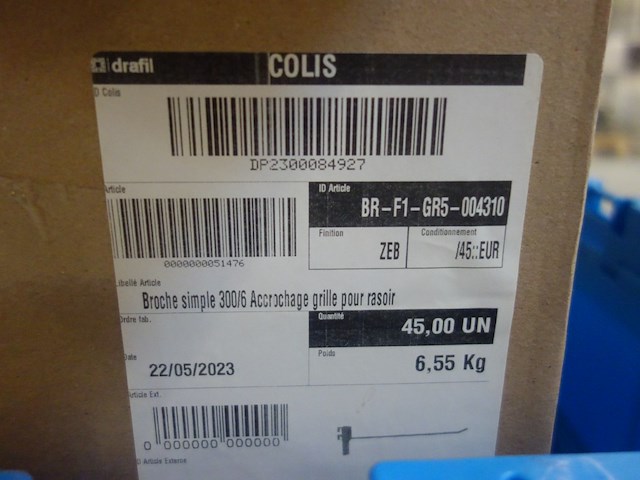 drafil COLIS
ID Colis
DP2300084927
Article
ID Article
BR-F1-GR5-004310
Finition
ZEB
Conditionnement
/45::EUR
0000000051476
Libellé Article
Broche simple 300/6 Accrochage grille pour rasoir
Ordre fab.
Quantité
45,00 UN
Date
22/05/2023
Poids
6,55 Kg
Article Ext.
0 000000 000000
ID Article Externe